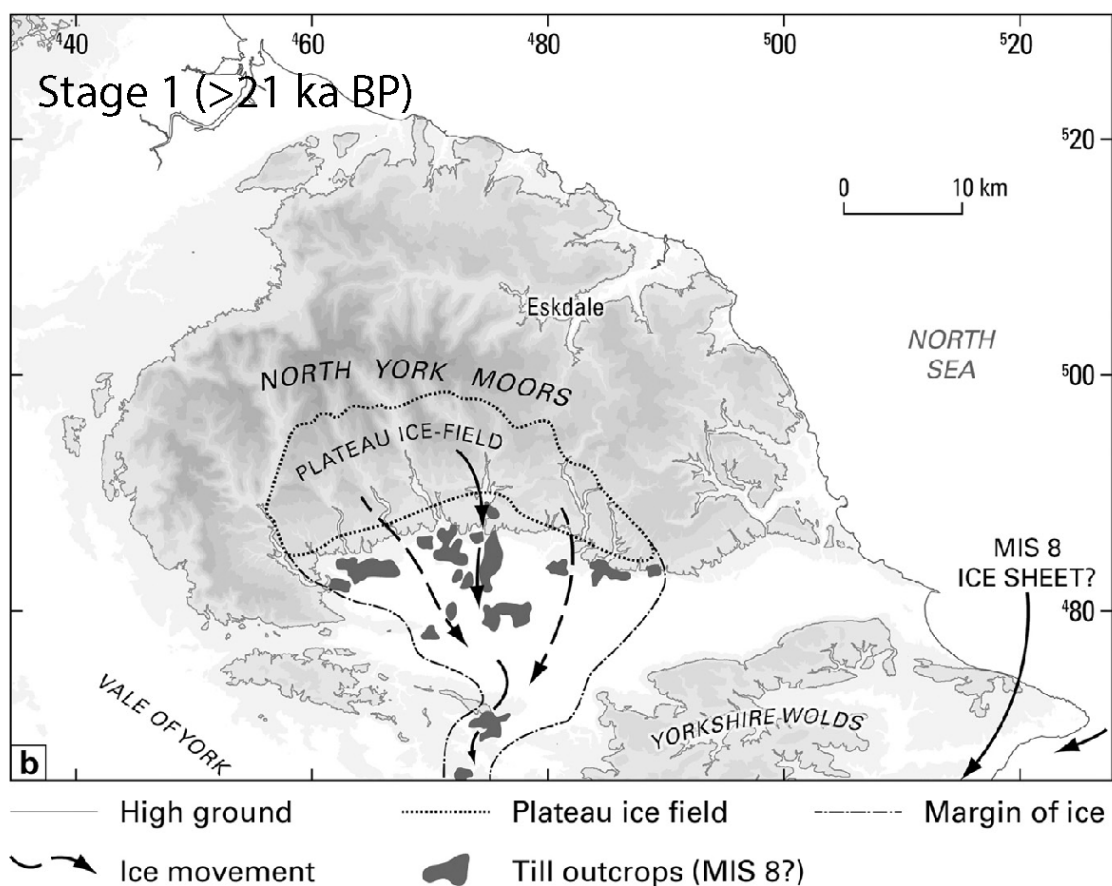 ⁴40 ⁴60 ⁴80 ⁵00 ⁵20
Stage 1 (>21 ka BP)
⁵20
0 10 km
Eskdale
NORTH
SEA
⁵00
NORTH YORK MOORS
PLATEAU ICE-FIELD
MIS 8
ICE SHEET?
⁴80
VALE OF YORK
YORKSHIRE WOLDS
b
High ground
Plateau ice field
Margin of ice
Ice movement
Till outcrops (MIS 8?)